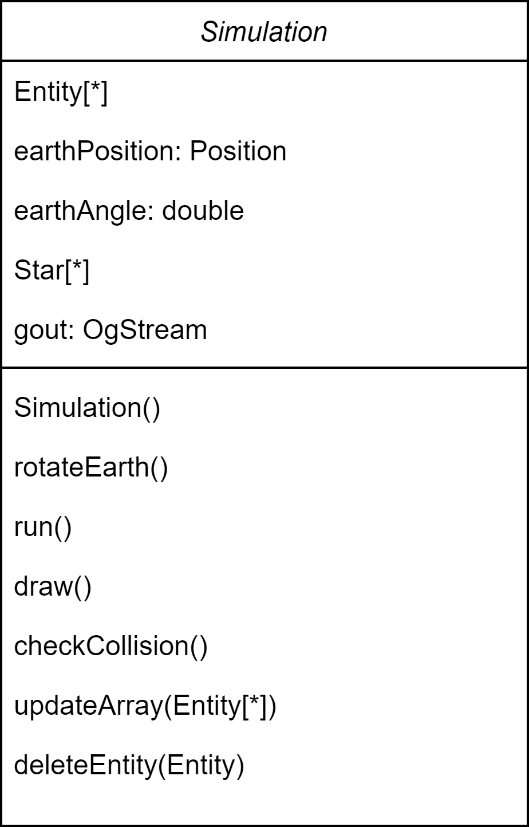 Simulation
Entity[*]
earthPosition: Position
earthAngle: double
Star[*]
gout: OgStream
Simulation()
rotateEarth()
run()
draw()
checkCollision()
updateArray(Entity[*])
deleteEntity(Entity)